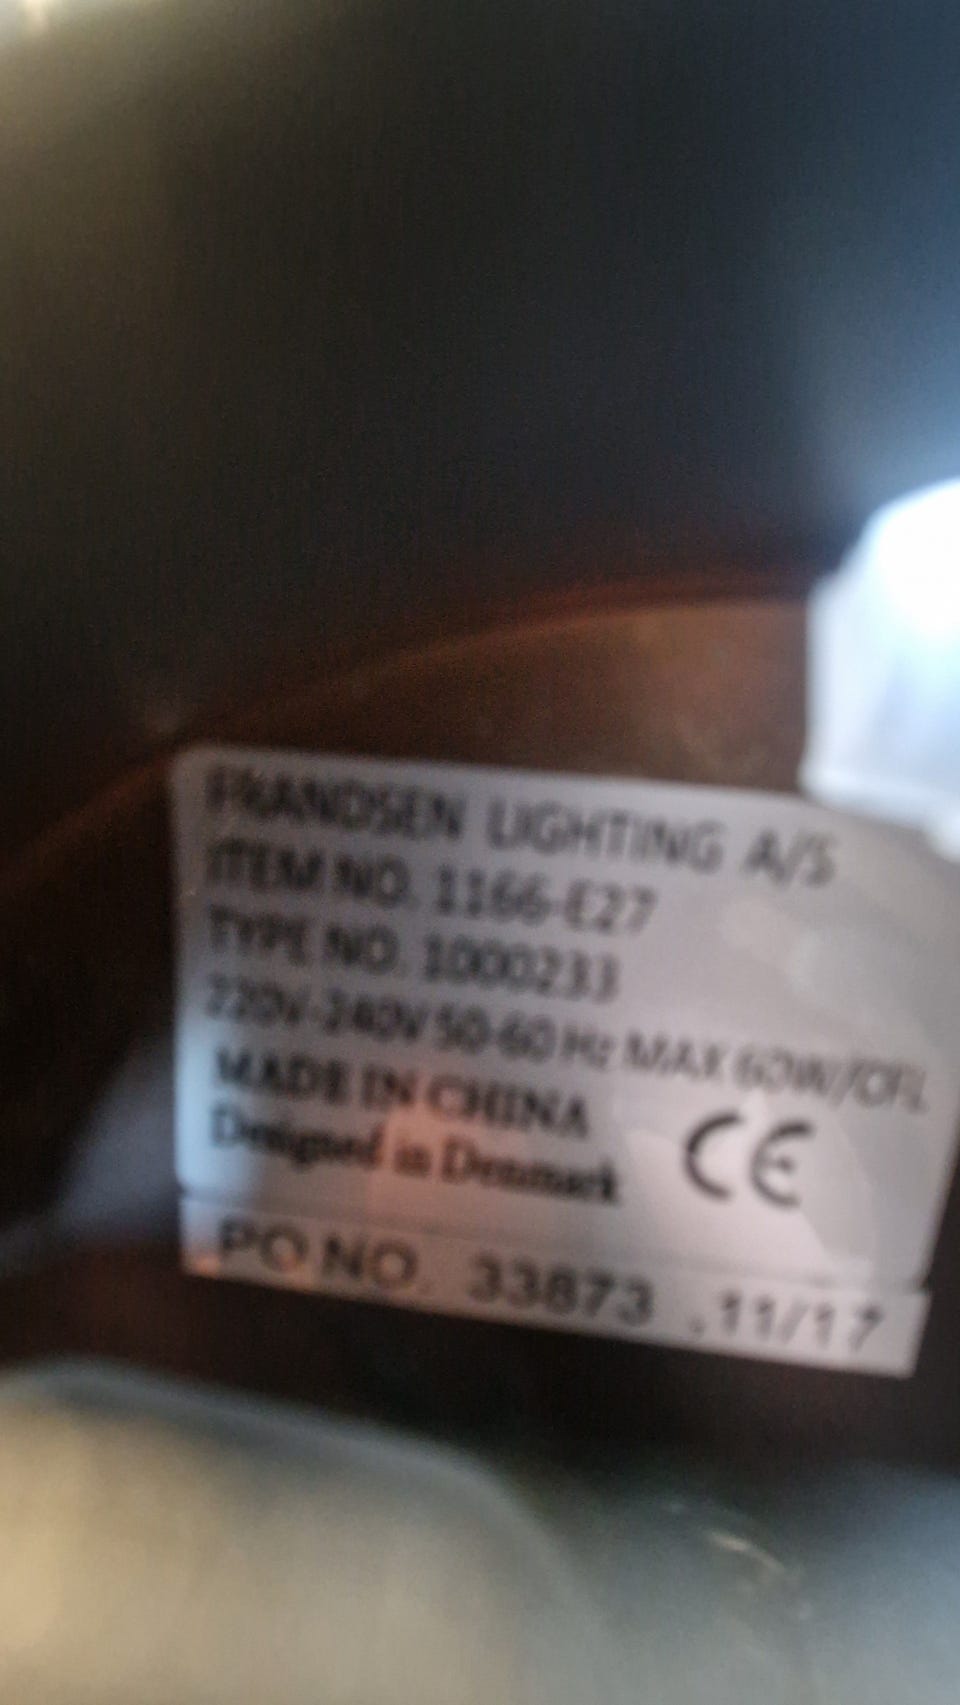 FRANDSEN LIGHTING A/S
ITEM NO. 1166-E27
TYPE NO. 1000233
220V-240V 50-60 Hz MAX 60W/CFL
MADE IN CHINA
Designed in Denmark
CE
PO NO. 33873 .11/17